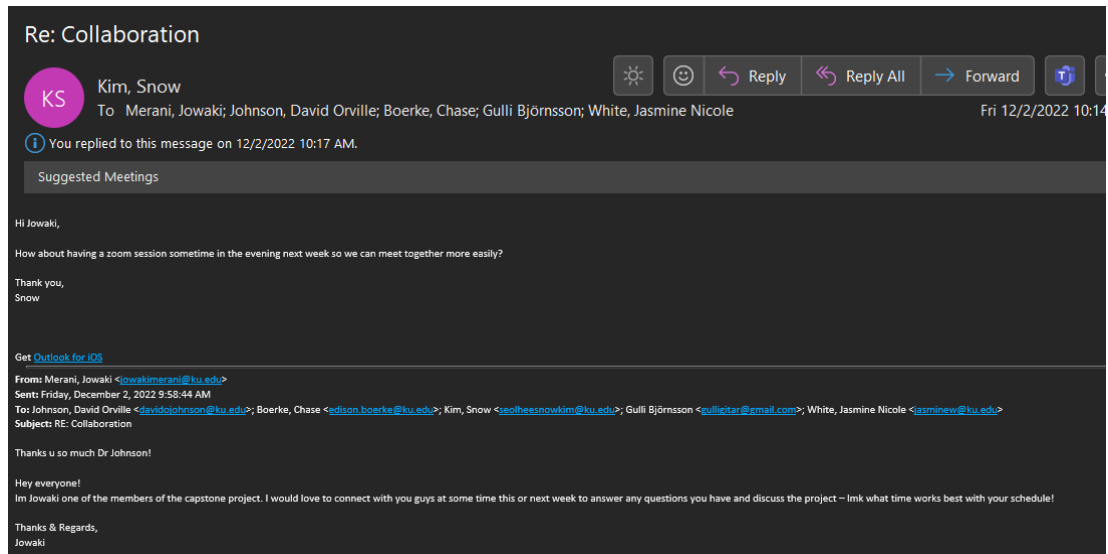 Re: Collaboration
KS
Kim, Snow
Reply
Reply All
Forward
To Merani, Jowaki; Johnson, David Orville; Boerke, Chase; Gulli Björnsson; White, Jasmine Nicole
Fri 12/2/2022 10:14
You replied to this message on 12/2/2022 10:17 AM.
Suggested Meetings
Hi Jowaki,
How about having a zoom session sometime in the evening next week so we can meet together more easily?
Thank you,
Snow
Get Outlook for iOS
From: Merani, Jowaki <jowakimerani@ku.edu>
Sent: Friday, December 2, 2022 9:58:44 AM
To: Johnson, David Orville <davidojohnson@ku.edu>; Boerke, Chase <edison.boerke@ku.edu>; Kim, Snow <seolheesnowkim@ku.edu>; Gulli Björnsson <gulligitar@gmail.com>; White, Jasmine Nicole <jasminew@ku.edu>
Subject: RE: Collaboration
Thanks u so much Dr Johnson!
Hey everyone!
Im Jowaki one of the members of the capstone project. I would love to connect with you guys at some time this or next week to answer any questions you have and discuss the project – lmk what time works best with your schedule!
Thanks & Regards,
Jowaki